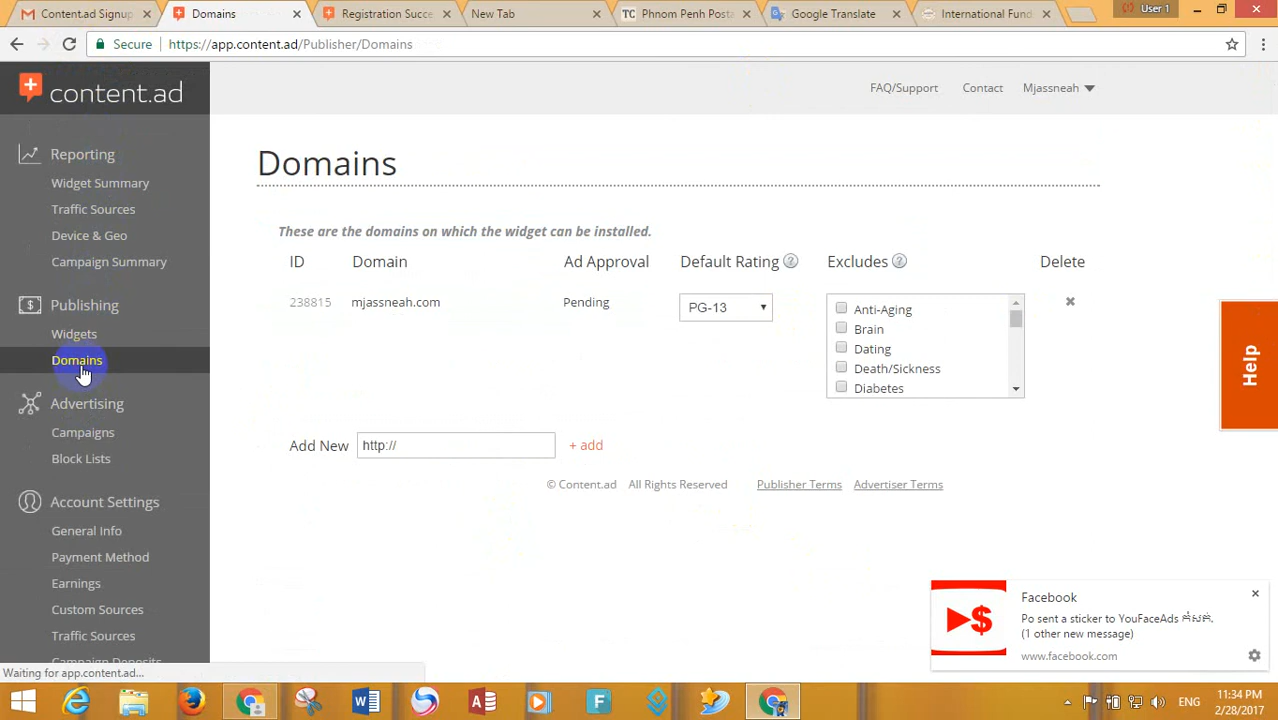 Content.ad Signup
Domains
Registration Succe
New Tab
Phnom Penh Posta
Google Translate
International Fund
User 1
Secure
https://app.content.ad/Publisher/Domains
content.ad
FAQ/Support
Contact
Mjassneah
Reporting
Widget Summary
Traffic Sources
Device & Geo
Campaign Summary
Publishing
Widgets
Domains
Advertising
Campaigns
Block Lists
Account Settings
General Info
Payment Method
Earnings
Custom Sources
Traffic Sources
Campaign Deposits
Domains
These are the domains on which the widget can be installed.
ID Domain Ad Approval Default Rating ? Excludes ? Delete
238815 mjassneah.com Pending PG-13
Anti-Aging
Brain
Dating
Death/Sickness
Diabetes
Add New http:// + add
© Content.ad All Rights Reserved Publisher Terms Advertiser Terms
Help
Facebook
Po sent a sticker to YouFaceAds
(1 other new message)
www.facebook.com
Waiting for app.content.ad...
ENG
11:34 PM
2/28/2017